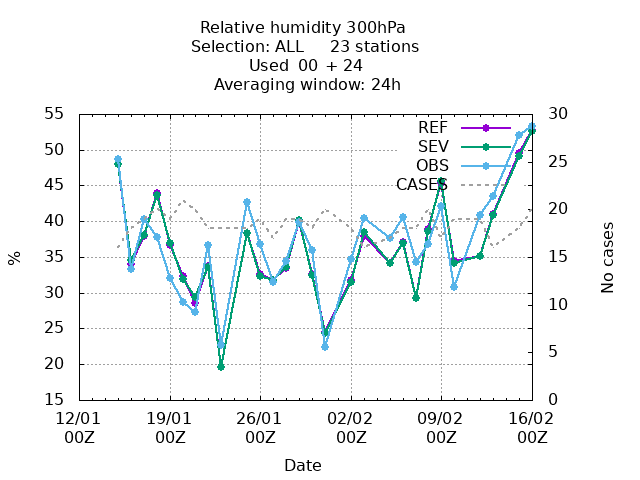 Relative humidity 300hPa
Selection: ALL     23 stations
Used  00  + 24
Averaging window: 24h
REF
SEV
OBS
CASES
55
50
45
40
35
30
25
20
15
30
25
20
15
10
5
0
%
No cases
12/01 19/01 26/01 02/02 09/02 16/02
00Z 00Z 00Z 00Z 00Z 00Z
Date